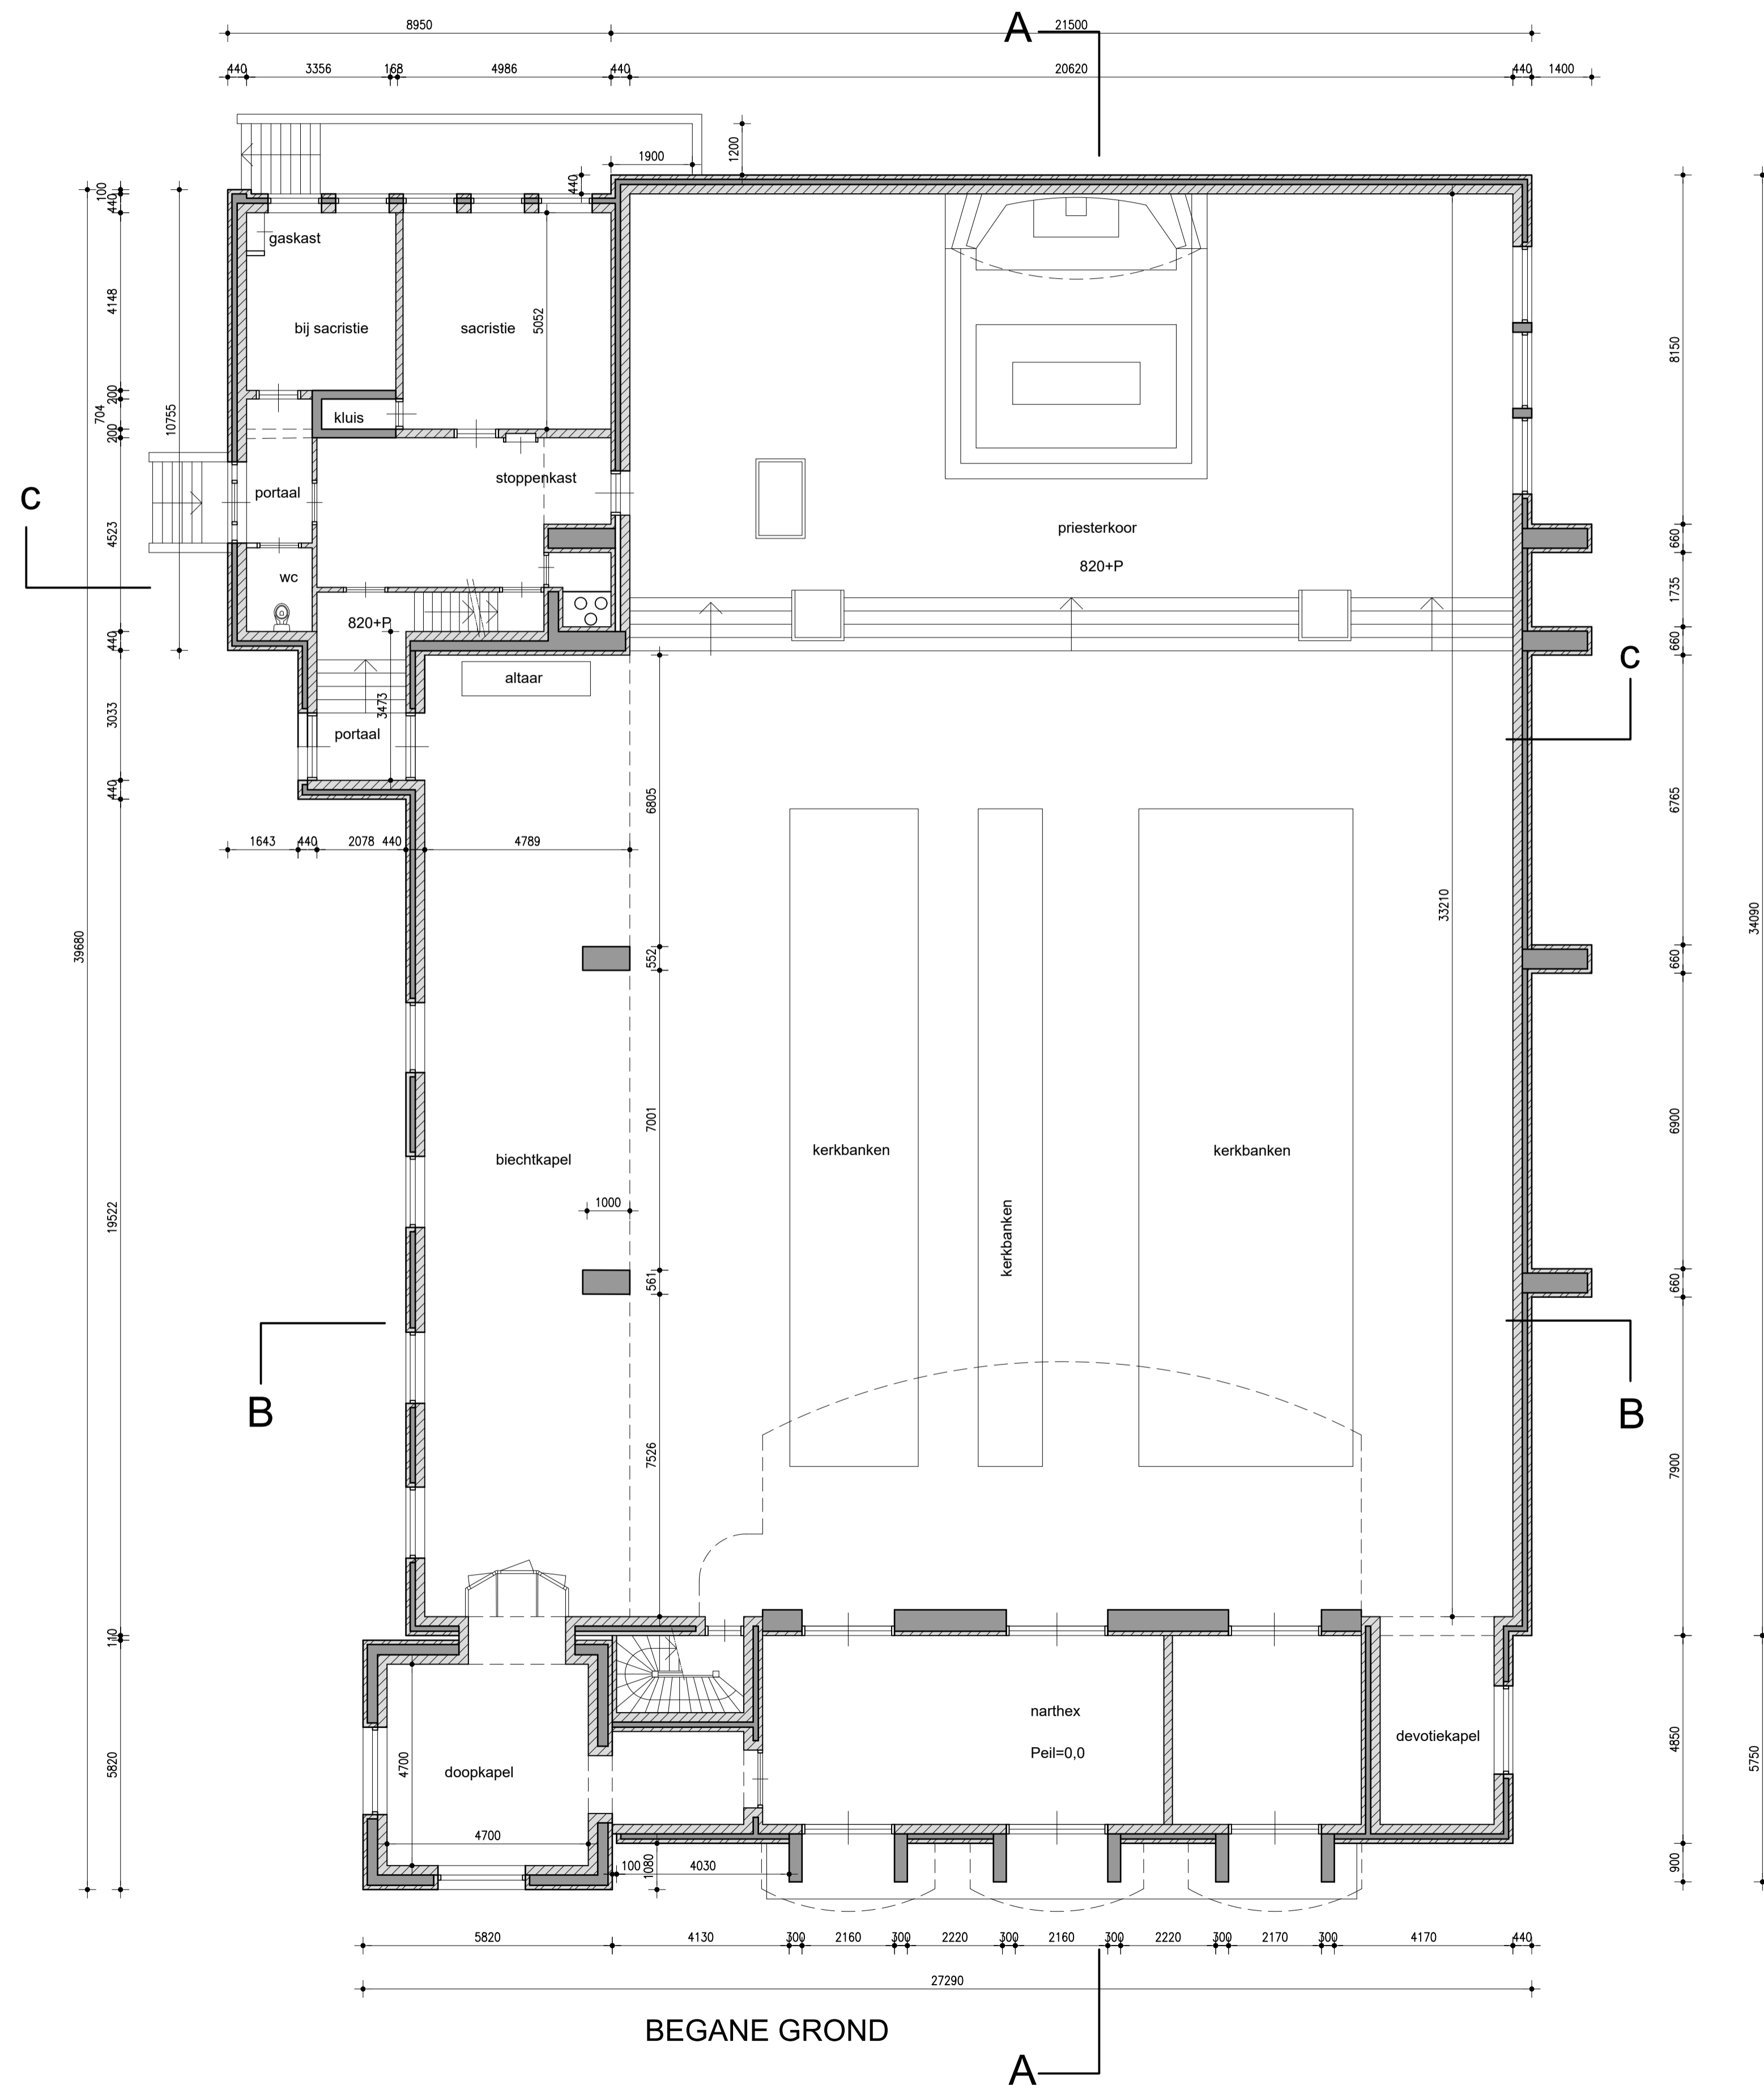 8950
A
21500
440
3356
168
4986
440
20620
440
1400
1900
1200
440
100
440
gaskast
4148
bij sacristie
sacristie
5052
8150
200
704
200
10755
kluis
stoppenkast
portaal
c
4523
priesterkoor
820+P
660
1735
660
wc
820+P
440
altaar
c
3473
3033
portaal
440
6805
6765
1643
440
2078
440
4789
33210
34090
39680
552
660
7001
6900
biechtkapel
kerkbanken
kerkbanken
kerkbanken
1000
19522
561
660
B
B
7526
7900
110
narthex
Peil=0,0
devotiekapel
4850
5750
5820
4700
doopkapel
4700
100
1080
4030
900
5820
4130
300
2160
300
2220
300
2160
300
2220
300
2170
300
4170
440
27290
BEGANE GROND
A